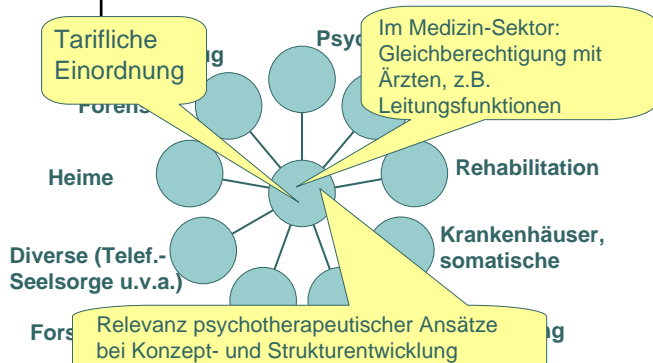 Tarifliche
Einordnung
Im Medizin-Sektor:
Gleichberechtigung mit
Ärzten, z.B.
Leitungsfunktionen
Heime
Rehabilitation
Diverse (Telef.-
Seelsorge u.v.a.)
Krankenhäuser,
somatische
Relevanz psychotherapeutischer Ansätze
bei Konzept- und Strukturentwicklung